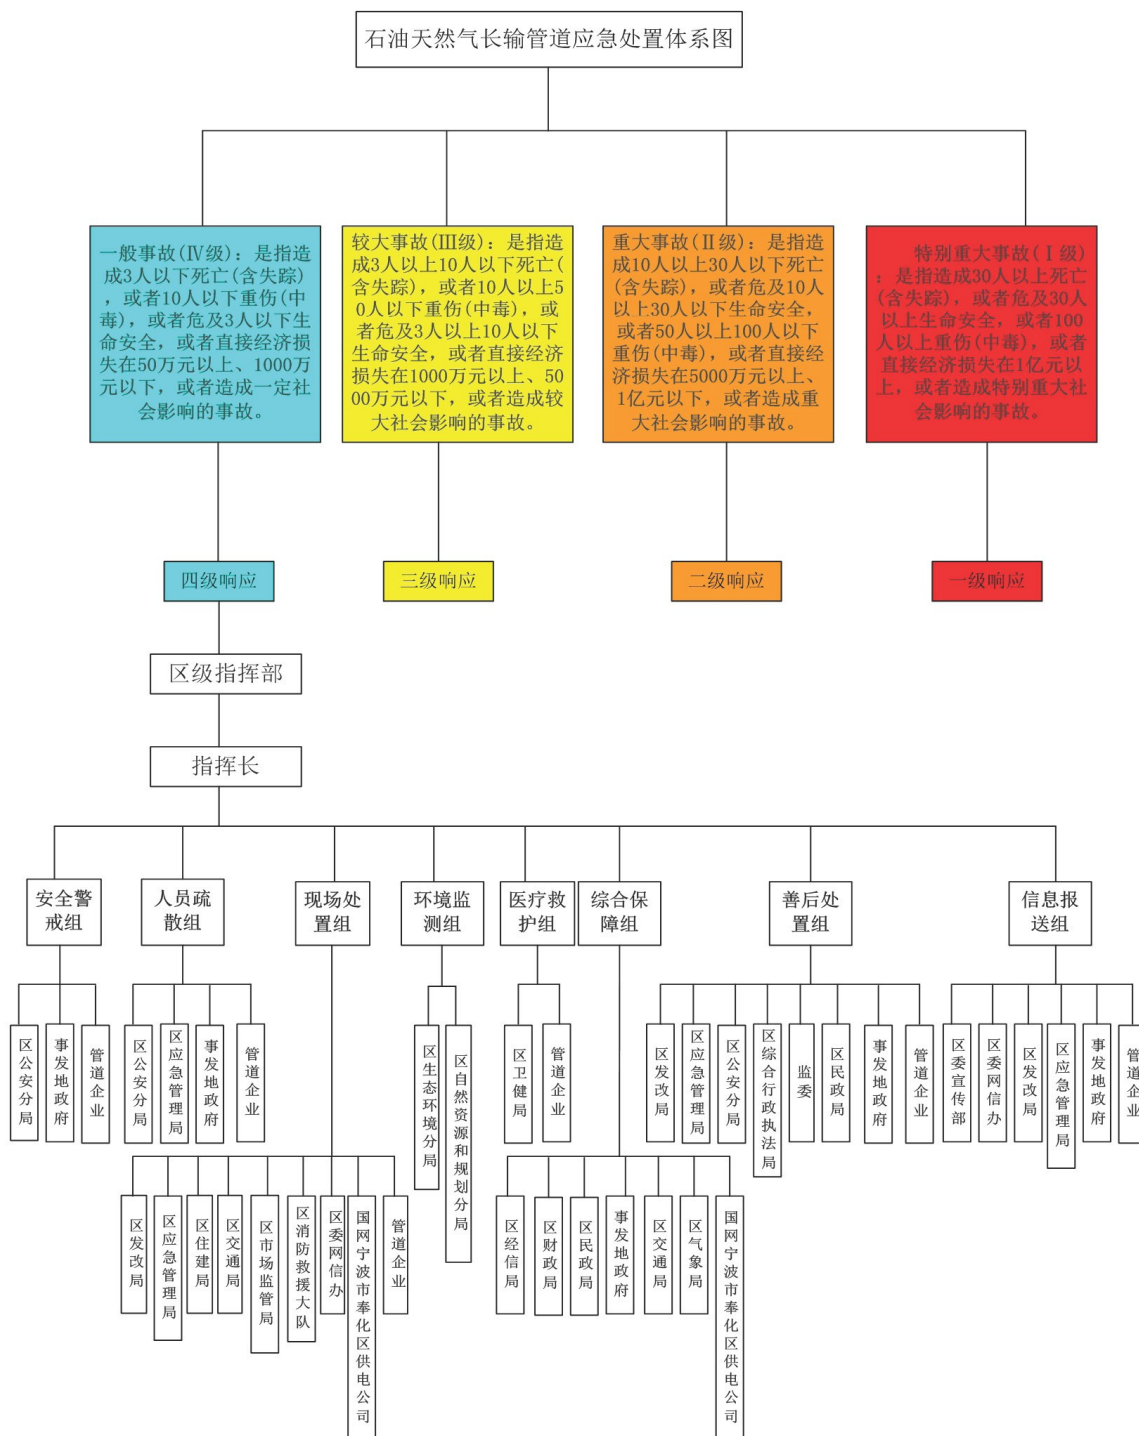 石油天然气长输管道应急处置体系图
一般事故(Ⅳ级): 是指造
成3人以下死亡(含失踪)
, 或者10人以下重伤(中
毒), 或者危及3人以下生
命安全, 或者直接经济损
失在50万元以上、1000万
元以下, 或者造成一定社
会影响的事故。
较大事故(Ⅲ级): 是指造
成3人以上10人以下死亡(
含失踪), 或者10人以上5
0人以下重伤(中毒), 或
者危及3人以上10人以下
生命安全, 或者直接经济
损失在1000万元以上、50
00万元以下, 或者造成较
大社会影响的事故。
重大事故(Ⅱ级): 是指造
成10人以上30人以下死亡
(含失踪), 或者危及10人
以上30人以下生命安全,
或者50人以上100人以下
重伤(中毒), 或者直接经
济损失在5000万元以上、
1亿元以下, 或者造成重
大社会影响的事故。
特别重大事故(Ⅰ级)
: 是指造成30人以上死亡
(含失踪), 或者危及30人
以上生命安全, 或者100
人以上重伤(中毒), 或者
直接经济损失在1亿元以
上, 或者造成特别重大社
会影响的事故。
四级响应
三级响应
二级响应
一级响应
区级指挥部
指挥长
安全警
戒组
人员疏
散组
现场处
置组
环境监
测组
医疗救
护组
综合保
障组
善后处
置组
信息报
送组
区公安分局
事发地政府
管道企业
区公安分局
区应急管理局
事发地政府
管道企业
区生态环境分局
区自然资源和规划分局
区卫健局
管道企业
区发改局
区应急管理局
区公安分局
区综合行政执法局
监委
区民政局
事发地政府
管道企业
区委宣传部
区委网信办
区发改局
区应急管理局
事发地政府
管道企业
区发改局
区应急管理局
区住建局
区交通局
区市场监管局
区消防救援大队
区委网信办
国网宁波市奉化区供电公司
管道企业
区经信局
区财政局
区民政局
事发地政府
区交通局
区气象局
国网宁波市奉化区供电公司